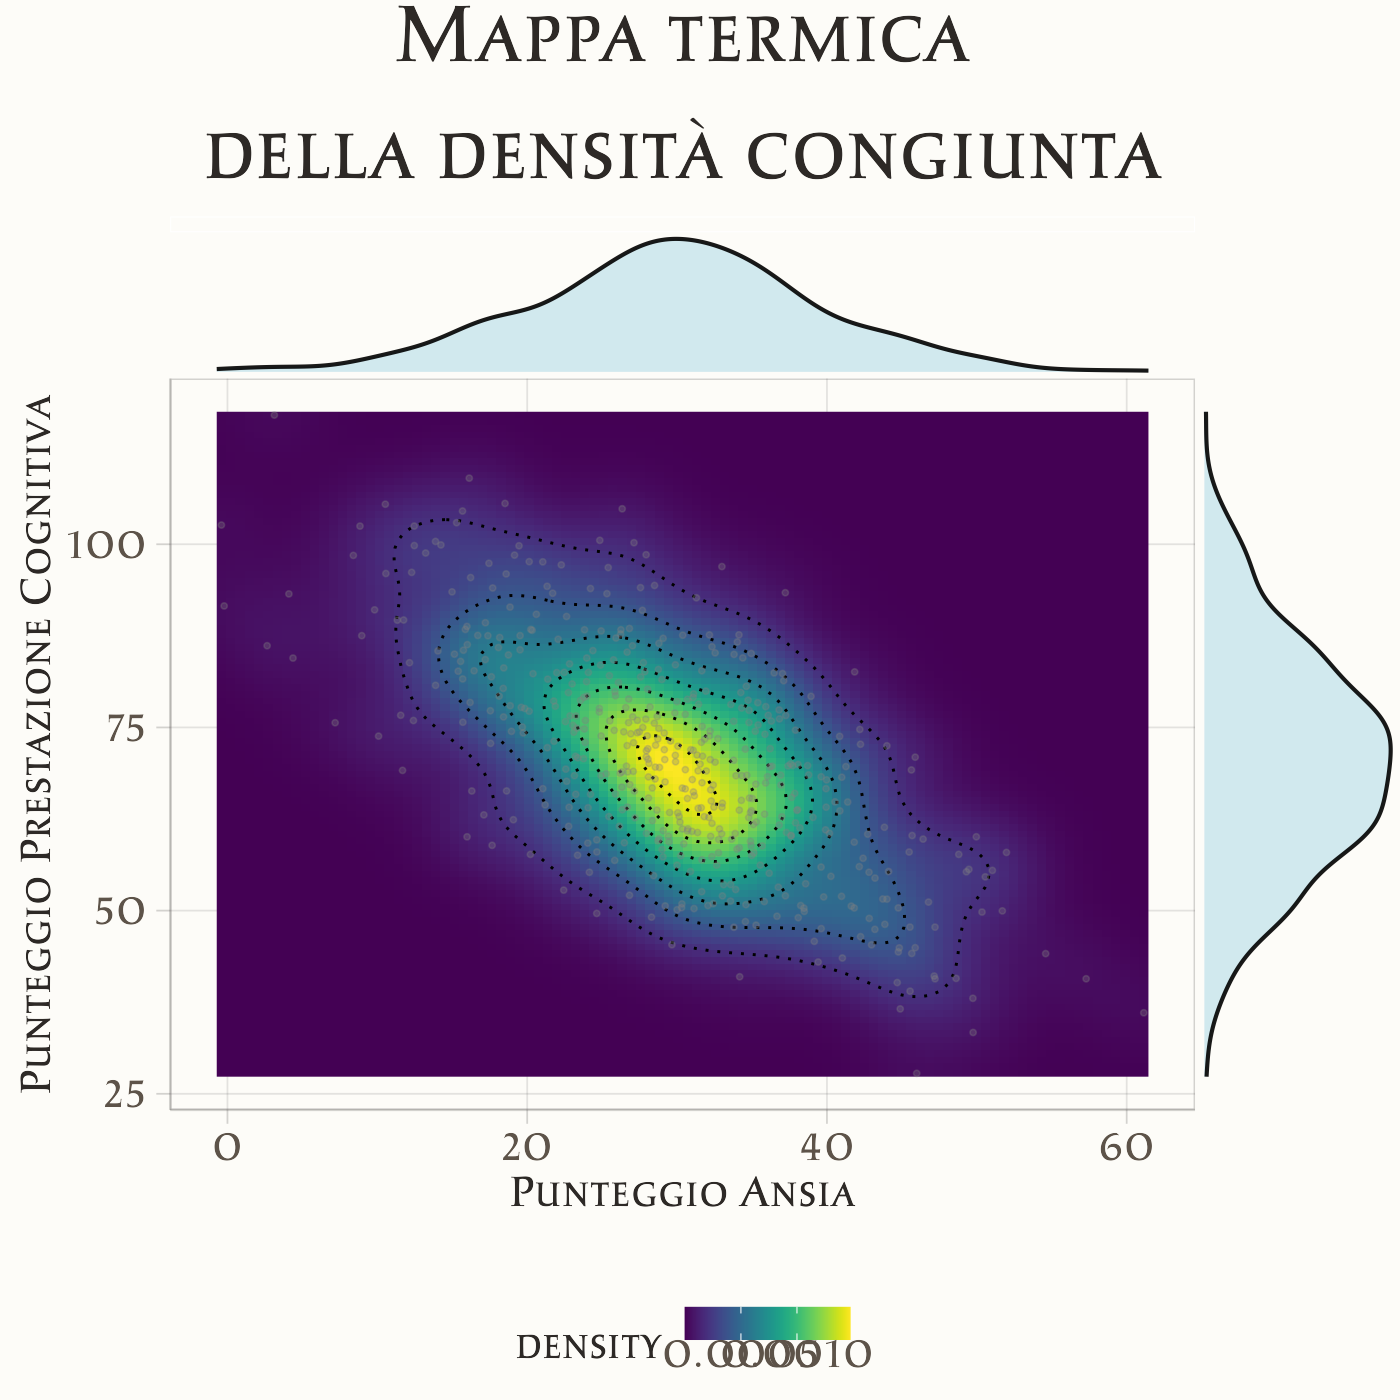 Mappa termica
della densità congiunta
Punteggio Prestazione Cognitiva
100
75
50
25
0 20 40 60
Punteggio Ansia
density